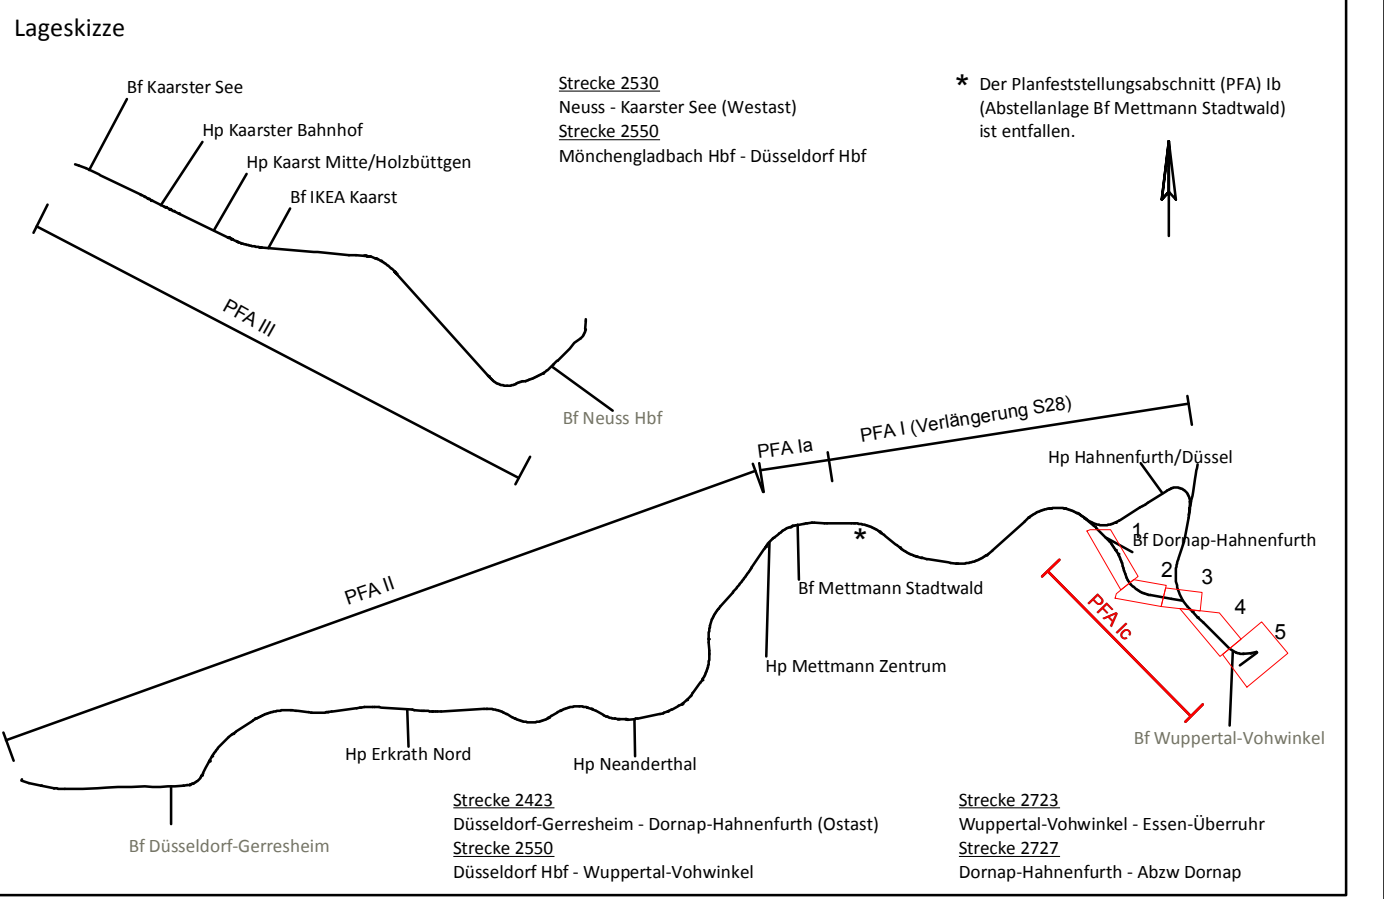 Lageskizze
Bf Kaarster See
Hp Kaarster Bahnhof
Hp Kaarst Mitte/Holzbüttgen
Bf IKEA Kaarst
Strecke 2530
Neuss - Kaarster See (Westast)
Strecke 2550
Mönchengladbach Hbf - Düsseldorf Hbf
* Der Planfeststellungsabschnitt (PFA) Ib
(Abstellanlage Bf Mettmann Stadtwald)
ist entfallen.
PFA III
Bf Neuss Hbf
PFA Ia
PFA I (Verlängerung S28)
Hp Hahnenfurth/Düssel
*
1
Bf Dornap-Hahnenfurth
2
3
4
5
PFA Ic
PFA II
Bf Mettmann Stadtwald
Hp Mettmann Zentrum
Bf Wuppertal-Vohwinkel
Hp Erkrath Nord
Hp Neanderthal
Bf Düsseldorf-Gerresheim
Strecke 2423
Düsseldorf-Gerresheim - Dornap-Hahnenfurth (Ostast)
Strecke 2550
Düsseldorf Hbf - Wuppertal-Vohwinkel
Strecke 2723
Wuppertal-Vohwinkel - Essen-Überruhr
Strecke 2727
Dornap-Hahnenfurth - Abzw Dornap